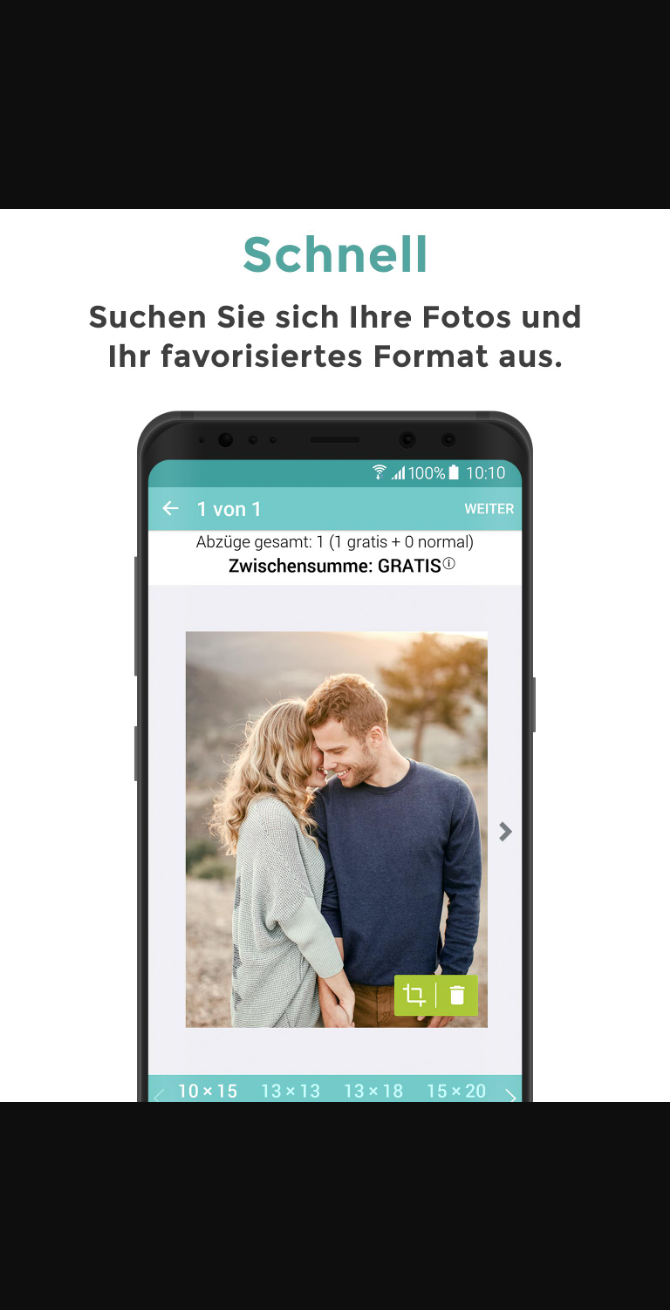 Schnell
Suchen Sie sich Ihre Fotos und
Ihr favorisiertes Format aus.
100% 10:10
1 von 1 WEITER
Abzüge gesamt: 1 (1 gratis + 0 normal)
Zwischensumme: GRATIS
10 × 15 13 × 13 13 × 18 15 × 20